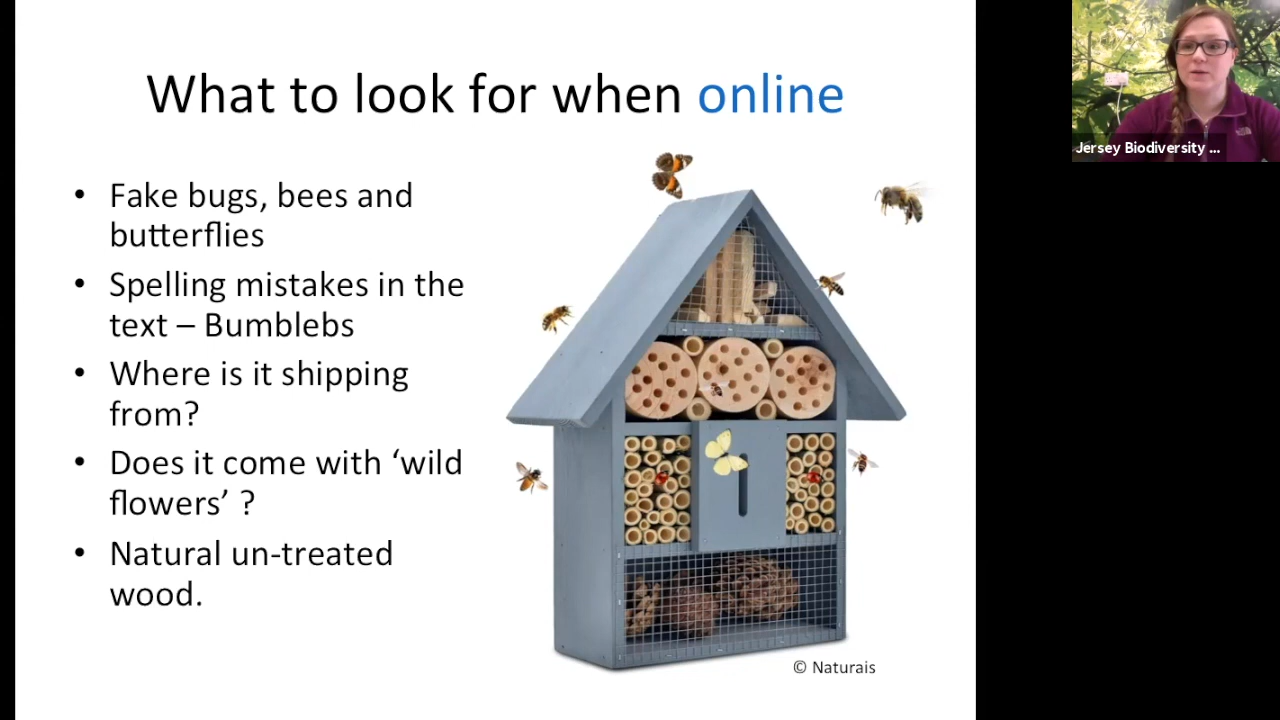 What to look for when online
• Fake bugs, bees and
butterflies
• Spelling mistakes in the
text – Bumblebs
• Where is it shipping
from?
• Does it come with ‘wild
flowers’ ?
• Natural un-treated
wood.
© Naturais
Jersey Biodiversity ...